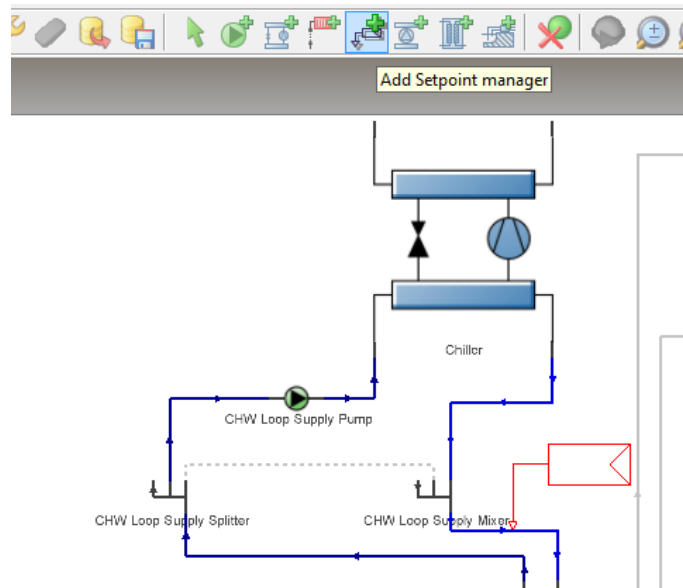 Add Setpoint manager
Chiller
CHW Loop Supply Pump
CHW Loop Supply Splitter
CHW Loop Supply Mixer